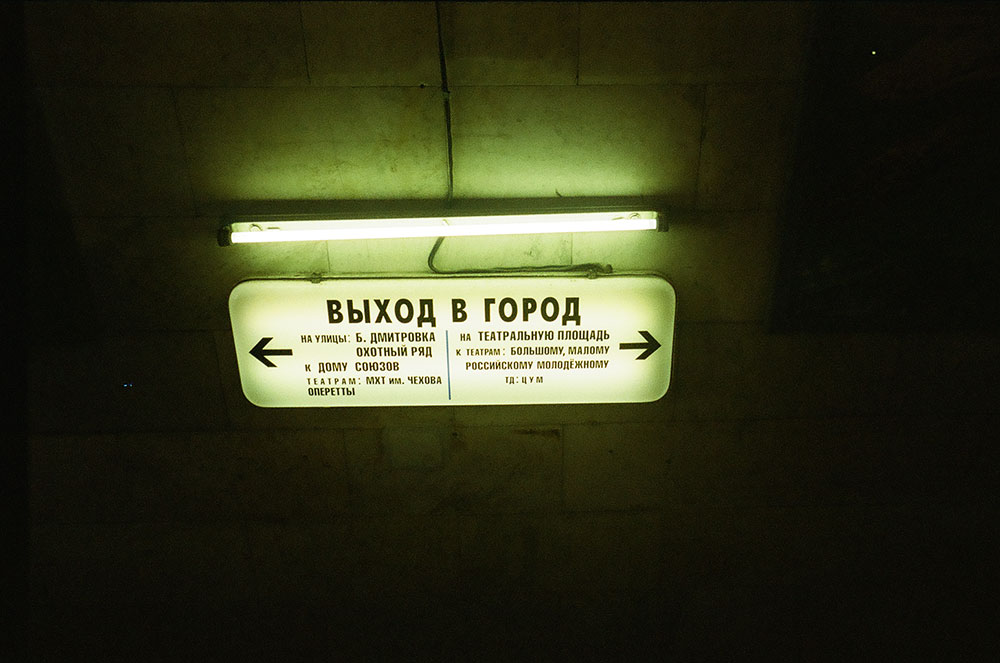 ВЫХОД В ГОРОД
НА УЛИЦЫ: Б. ДМИТРОВКА
ОХОТНЫЙ РЯД
К ДОМУ СОЮЗОВ
ТЕАТРАМ: МХТ ИМ. ЧЕХОВА
ОПЕРЕТТЫ
НА ТЕАТРАЛЬНУЮ ПЛОЩАДЬ
К ТЕАТРАМ: БОЛЬШОМУ, МАЛОМУ
РОССИЙСКОМУ МОЛОДЁЖНОМУ
ТД: ЦУМ